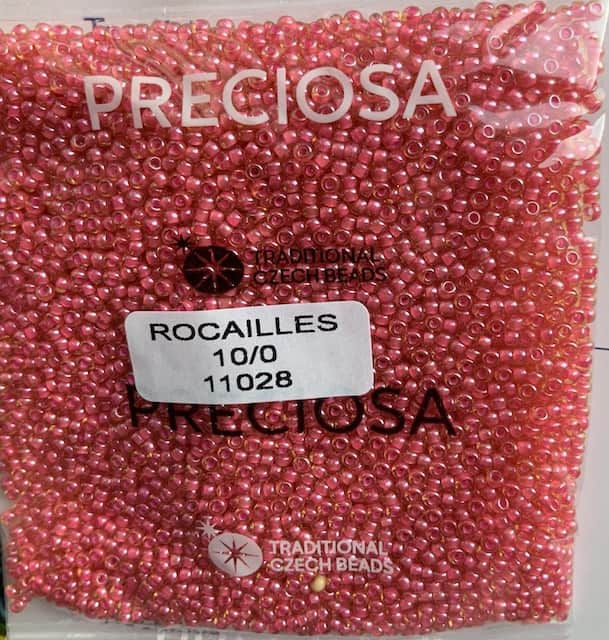 PRECIOSA
TRADITIONAL
CZECH BEADS
ROCAILLES
10/0
11028
PRECIOSA
TRADITIONAL
CZECH BEADS